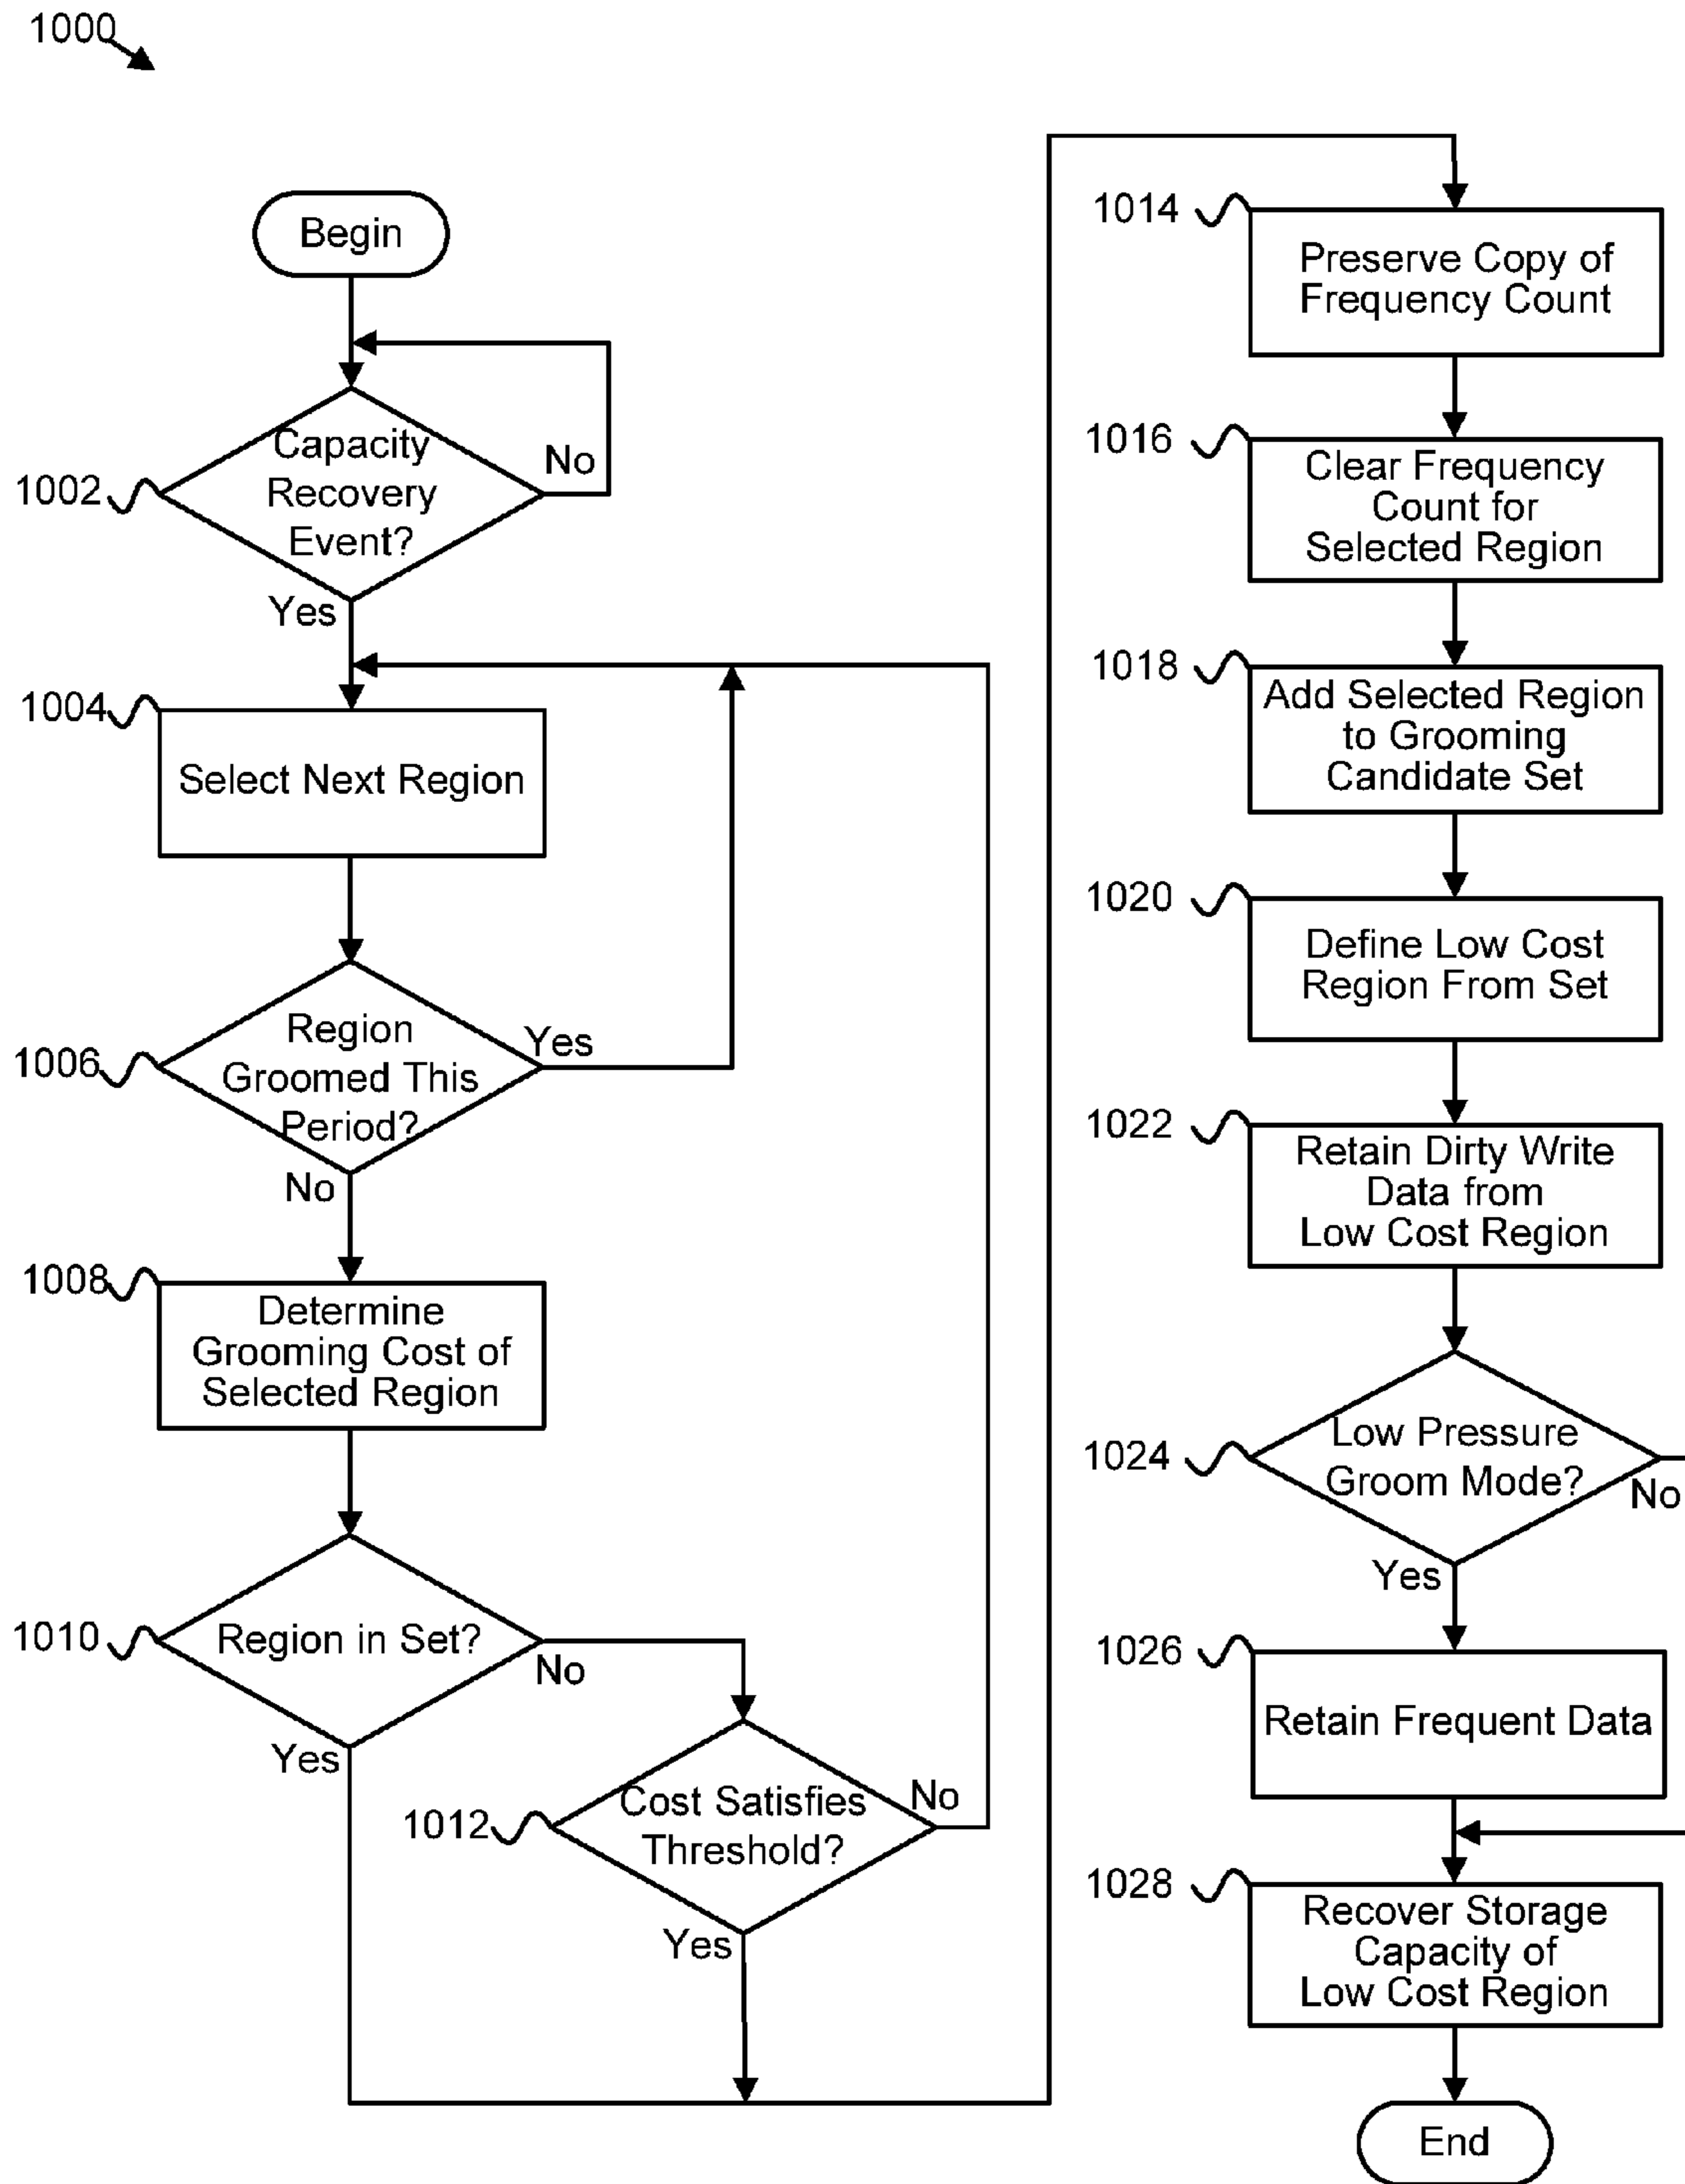 1000
Begin
1002
Capacity
Recovery
Event?
No
Yes
1004
Select Next Region
1006
Region
Groomed This
Period?
Yes
No
1008
Determine
Grooming Cost of
Selected Region
1010
Region in Set?
No
Yes
1012
Cost Satisfies
Threshold?
No
Yes
1014
Preserve Copy of
Frequency Count
1016
Clear Frequency
Count for
Selected Region
1018
Add Selected Region
to Grooming
Candidate Set
1020
Define Low Cost
Region From Set
1022
Retain Dirty Write
Data from
Low Cost Region
1024
Low Pressure
Groom Mode?
No
Yes
1026
Retain Frequent Data
1028
Recover Storage
Capacity of
Low Cost Region
End